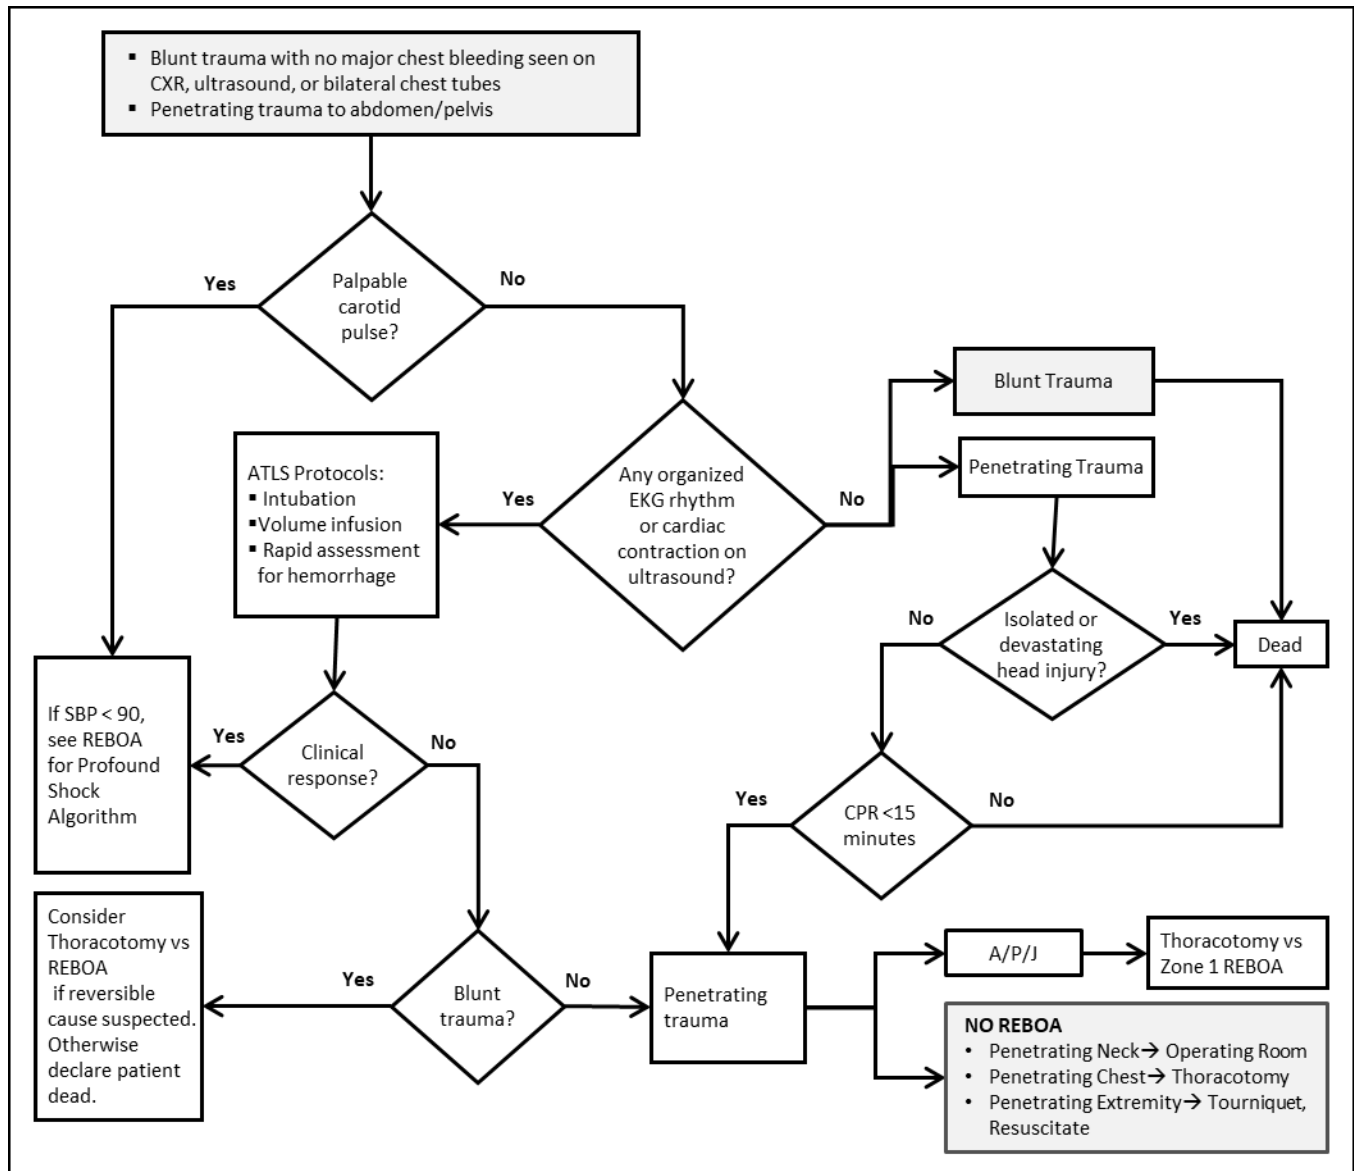 ▪ Blunt trauma with no major chest bleeding seen on
CXR, ultrasound, or bilateral chest tubes
▪ Penetrating trauma to abdomen/pelvis
Palpable
carotid
pulse?
Yes
No
Blunt Trauma
Penetrating Trauma
ATLS Protocols:
▪ Intubation
▪Volume infusion
▪ Rapid assessment
for hemorrhage
Yes
Any organized
EKG rhythm
or cardiac
contraction on
ultrasound?
No
No
Isolated or
devastating
head injury?
Yes
Dead
If SBP < 90,
see REBOA
for Profound
Shock
Algorithm
Yes
Clinical
response?
No
Yes
CPR <15
minutes
No
Consider
Thoracotomy vs
REBOA
if reversible
cause suspected.
Otherwise
declare patient
dead.
Yes
Blunt
trauma?
No
Penetrating
trauma
A/P/J
Thoracotomy vs
Zone 1 REBOA
NO REBOA
• Penetrating Neck→ Operating Room
• Penetrating Chest→ Thoracotomy
• Penetrating Extremity→ Tourniquet,
Resuscitate